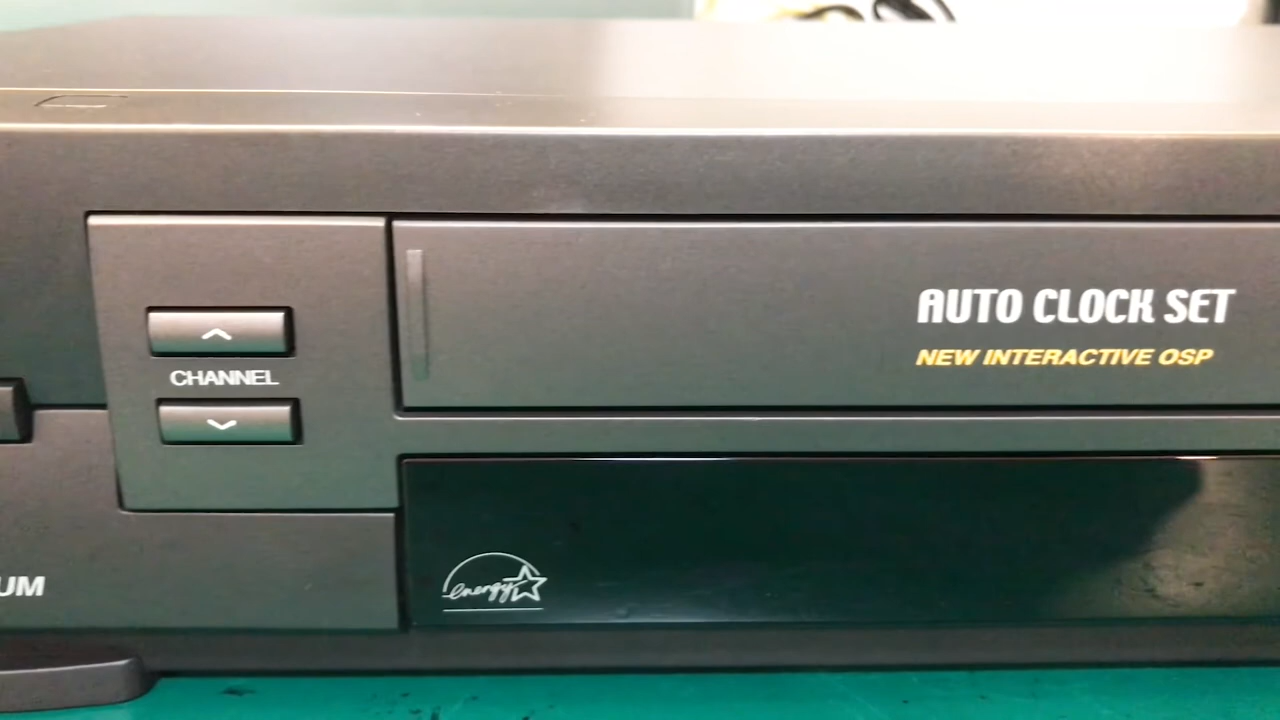 AUTO CLOCK SET
NEW INTERACTIVE OSP
CHANNEL
energy
UM